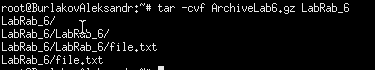 root@BurlakovAleksandr:~# tar -cvf ArchiveLab6.gz LabRab_6
LabRab_6/
LabRab_6/LabRab_6/
LabRab_6/LabRab_6/file.txt
LabRab_6/file.txt